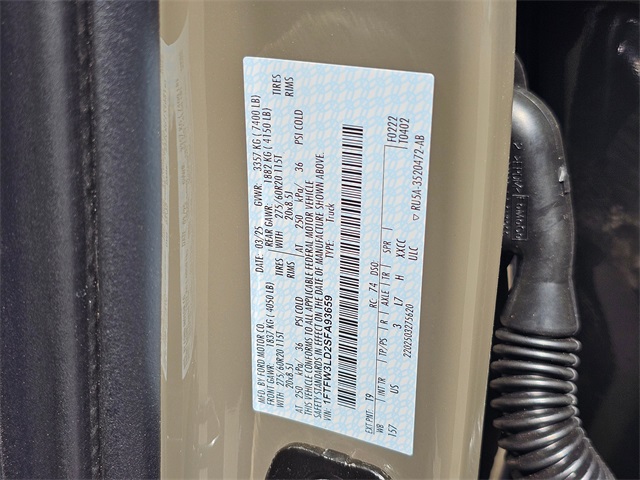 MFD. BY FORD MOTOR CO. DATE: 03/25 GVWR: 3357 KG ( 7400 LB)
FRONT GAWR: 1837 KG ( 4050 LB) REAR GAWR: 1882 KG ( 4150 LB)
WITH 275/60R20 115T TIRES WITH 275/60R20 115T TIRES
20x8.5J RIMS 20x8.5J RIMS
AT 250 kPa/ 36 PSI COLD AT 250 kPa/ 36 PSI COLD
THIS VEHICLE CONFORMS TO ALL APPLICABLE FEDERAL MOTOR VEHICLE
SAFETY STANDARDS IN EFFECT ON THE DATE OF MANUFACTURE SHOWN ABOVE.
VIN: 1FTFW3LD2SFA93659 TYPE: Truck
F0222
T0402
EXT PNT: T9 RC: 74 DSO:
WB INT TR TP/PS R AXLE TR SPR
157 US 3 L7 H XXCC
ULC
2202503275620 RU5A-3520472-AB